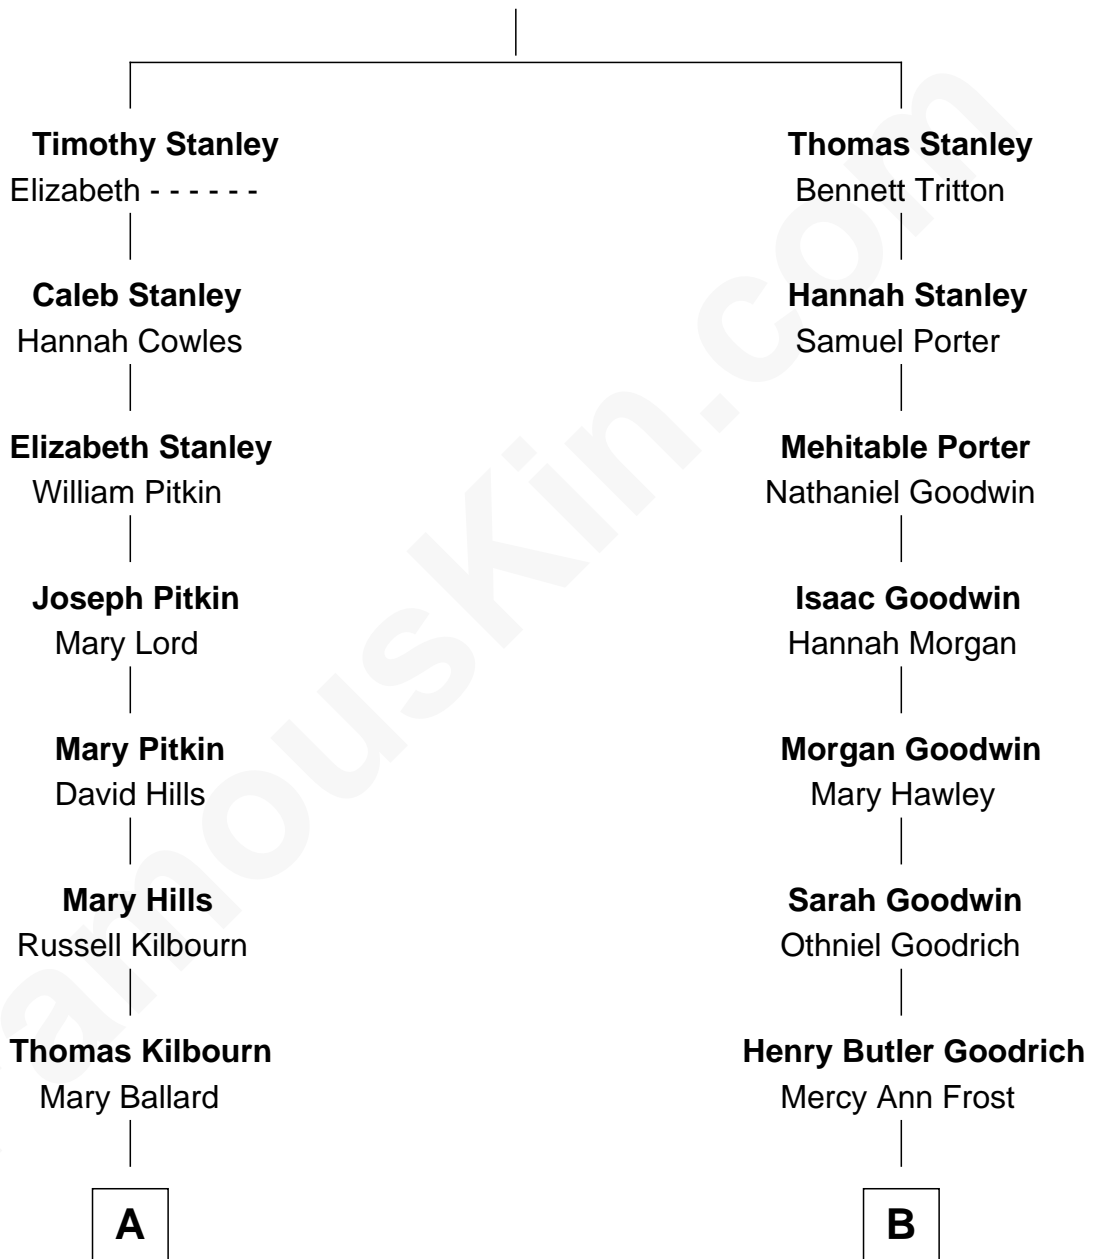 Timothy Stanley
Elizabeth - - - - - -
Thomas Stanley
Bennett Tritton
Caleb Stanley
Hannah Cowles
Hannah Stanley
Samuel Porter
Elizabeth Stanley
William Pitkin
Mehitable Porter
Nathaniel Goodwin
Joseph Pitkin
Mary Lord
Isaac Goodwin
Hannah Morgan
Mary Pitkin
David Hills
Morgan Goodwin
Mary Hawley
Mary Hills
Russell Kilbourn
Sarah Goodwin
Othniel Goodrich
Thomas Kilbourn
Mary Ballard
Henry Butler Goodrich
Mercy Ann Frost
A
B
amousKin.com